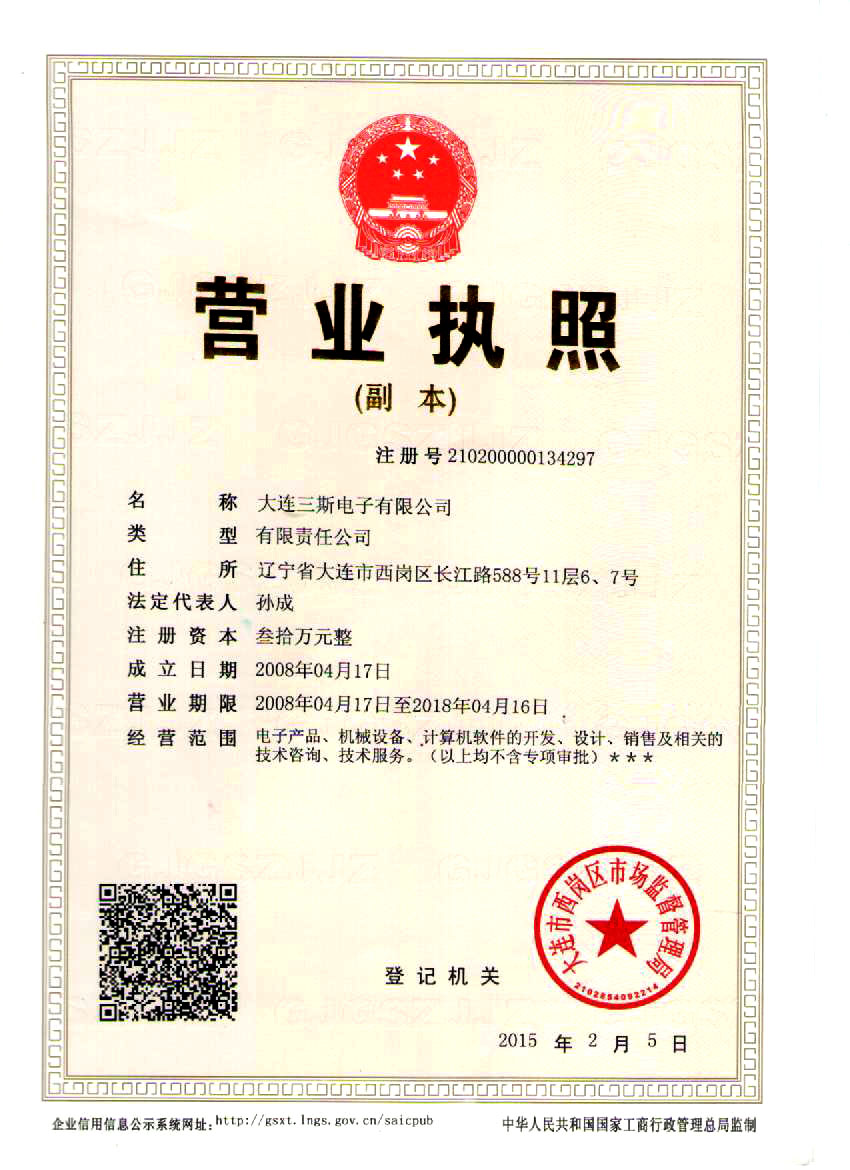 营业执照
(副 本)
注册号 210200000134297
名称 大连三斯电子有限公司
类型 有限责任公司
住所 辽宁省大连市西岗区长江路588号11层6、7号
法定代表人 孙成
注册资本 叁拾万元整
成立日期 2008年04月17日
营业期限 2008年04月17日至2018年04月16日
经营范围 电子产品、机械设备、计算机软件的开发、设计、销售及相关的
技术咨询、技术服务。(以上均不含专项审批)***
大连市西岗区市场监督管理局
2102854092214
登记机关
2015 年 2 月 5 日
企业信用信息公示系统网址: http://gsxt.lngs.gov.cn/saicpub
中华人民共和国国家工商行政管理总局监制